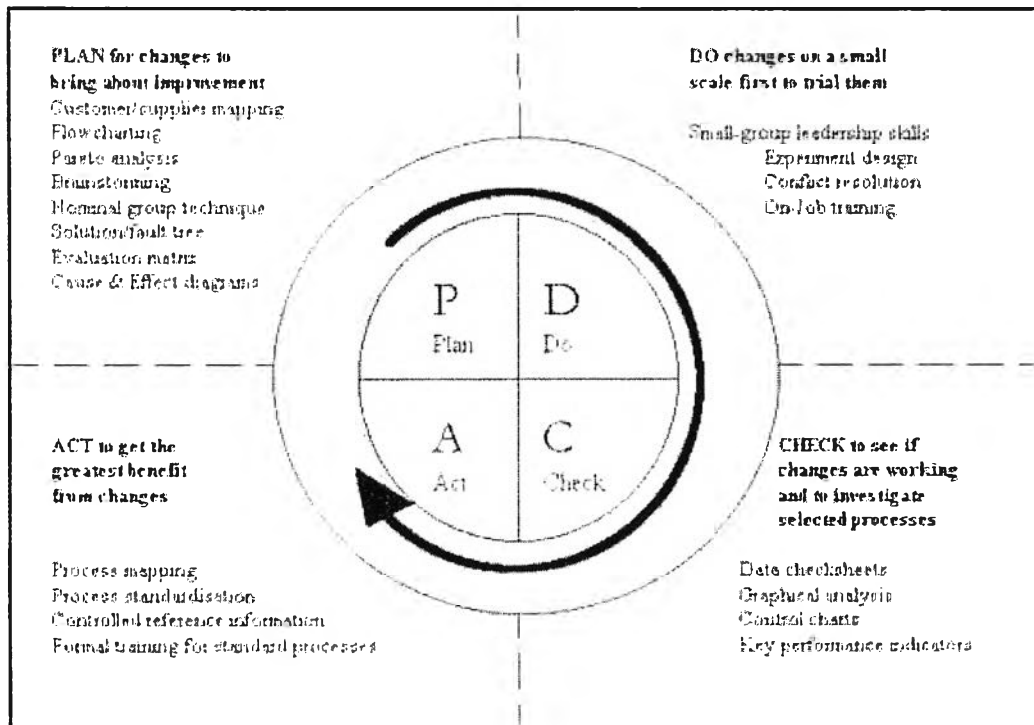 PLAN for changes to
bring about improvement
Customer/supplier mapping
Flowcharting
Pareto analysis
Brainstorming
Nominal group technique
Solution/fault tree
Evaluation matrix
Cause & Effect diagrams
DO changes on a small
scale first to trial them
Small-group leadership skills
Experiment design
Conflict resolution
On-Job training
P
Plan
D
Do
A
Act
C
Check
ACT to get the
greatest benefit
from changes
Process mapping
Process standardisation
Controlled reference information
Formal training for standard processes
CHECK to see if
changes are working
and to investigate
selected processes
Data checksheets
Graphical analysis
Control charts
Key performance indicators